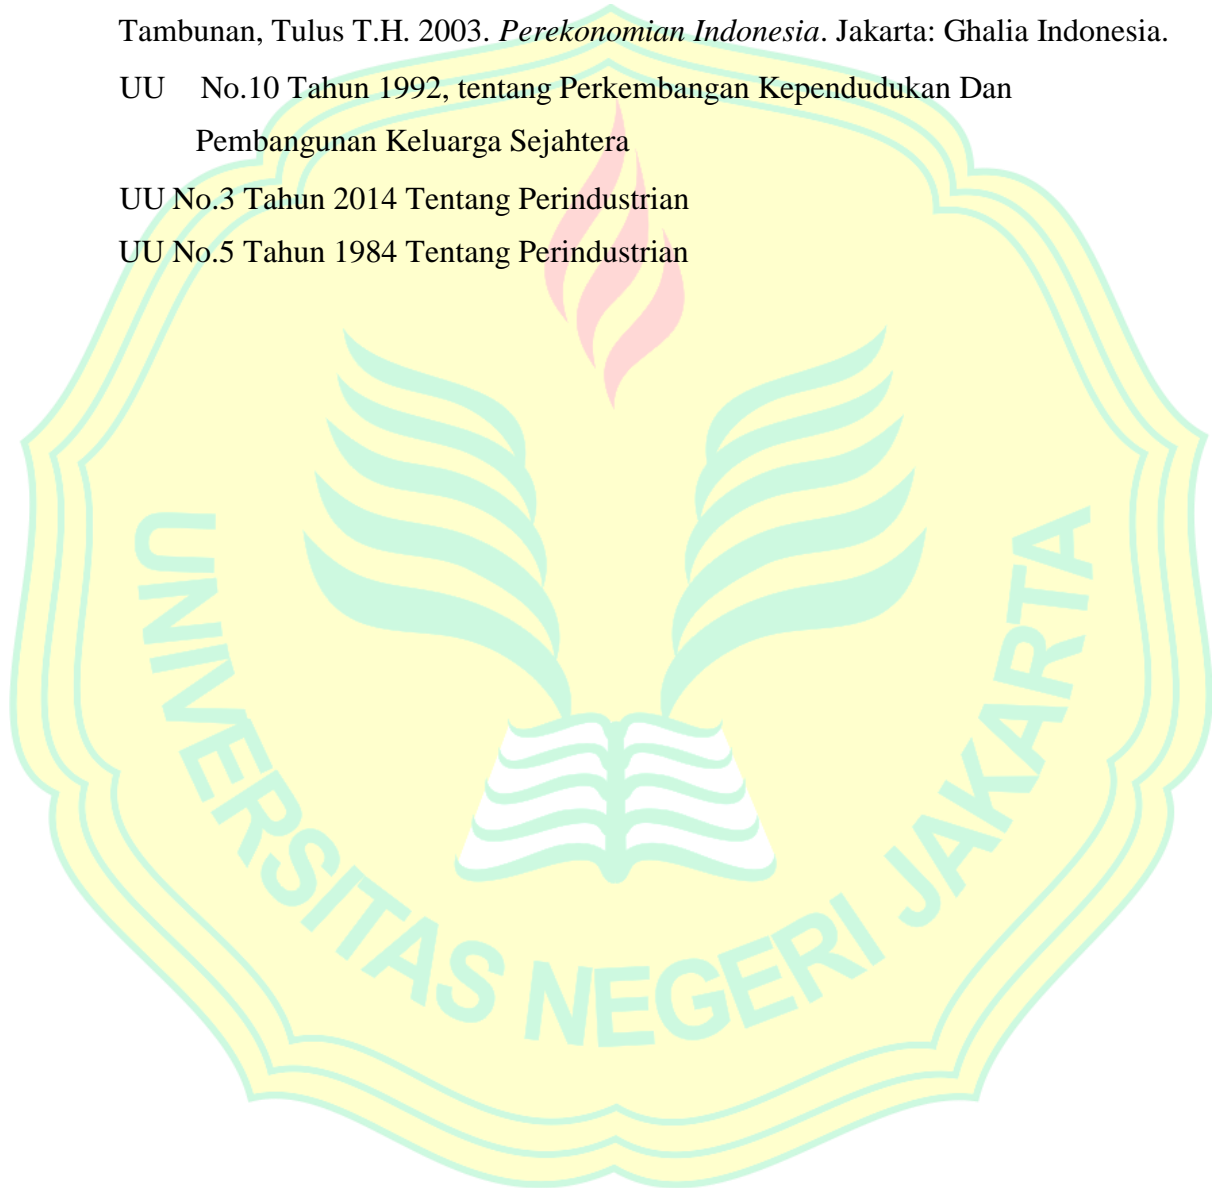 Tambunan, Tulus T.H. 2003. Perekonomian Indonesia. Jakarta: Ghalia Indonesia.
UU No.10 Tahun 1992, tentang Perkembangan Kependudukan Dan
Pembangunan Keluarga Sejahtera
UU No.3 Tahun 2014 Tentang Perindustrian
UU No.5 Tahun 1984 Tentang Perindustrian
UNIVERSITAS NEGERI JAKARTA